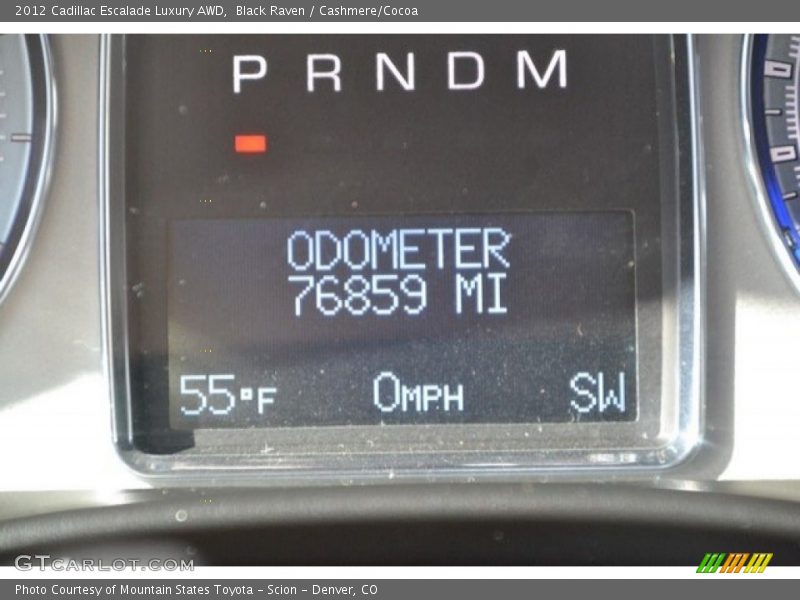 2012 Cadillac Escalade Luxury AWD,  Black Raven / Cashmere/Cocoa
P R N D M
ODOMETER
76859 MI
55°F 0MPH SW
GTCARLOT.COM
Photo Courtesy of Mountain States Toyota - Scion - Denver, CO